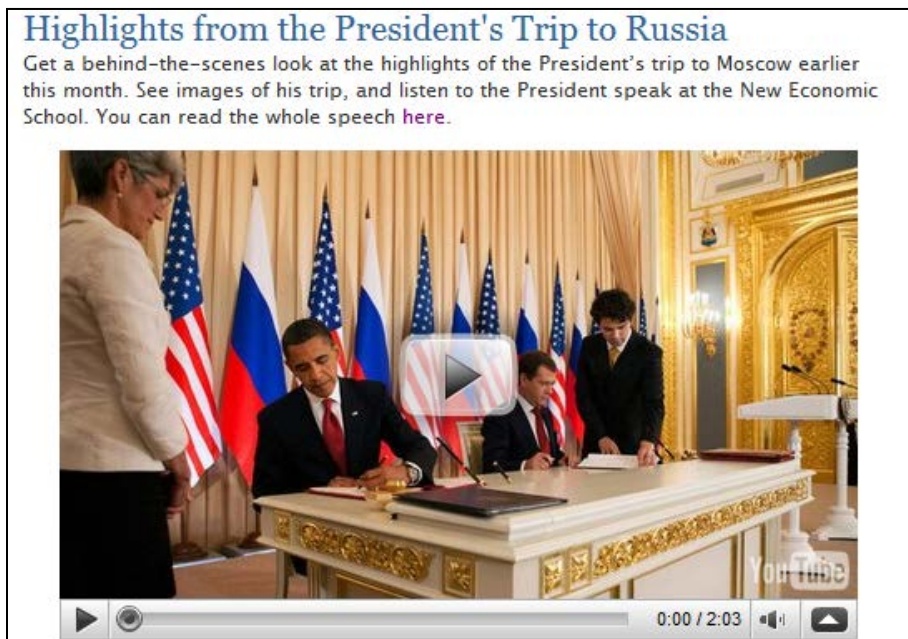 Highlights from the President's Trip to Russia
Get a behind-the-scenes look at the highlights of the President's trip to Moscow earlier
this month. See images of his trip, and listen to the President speak at the New Economic
School. You can read the whole speech here.
YouTube
0:00 / 2:03